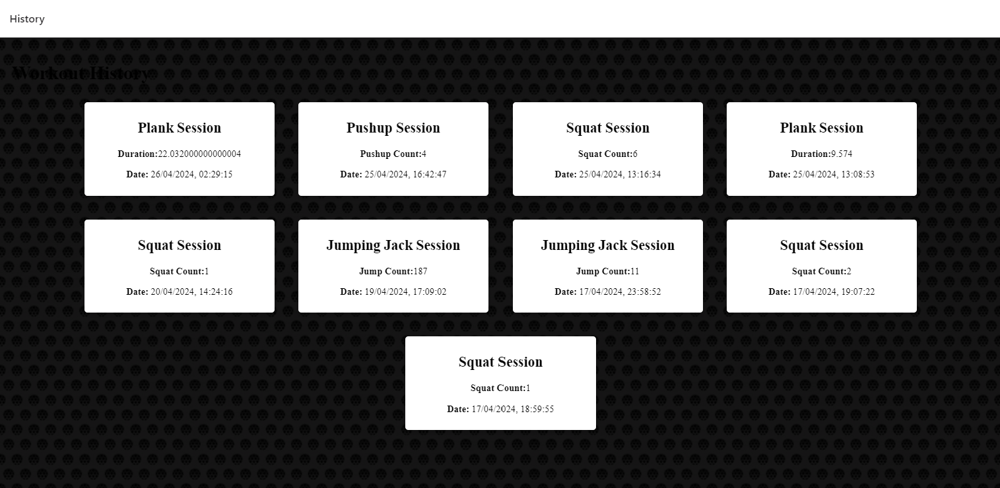 History
Workout History
Plank Session
Duration:22.032000000000004
Date: 26/04/2024, 02:29:15
Pushup Session
Pushup Count:4
Date: 25/04/2024, 16:42:47
Squat Session
Squat Count:6
Date: 25/04/2024, 13:16:34
Plank Session
Duration:9.574
Date: 25/04/2024, 13:08:53
Squat Session
Squat Count:1
Date: 20/04/2024, 14:24:16
Jumping Jack Session
Jump Count:187
Date: 19/04/2024, 17:09:02
Jumping Jack Session
Jump Count:11
Date: 17/04/2024, 23:58:52
Squat Session
Squat Count:2
Date: 17/04/2024, 19:07:22
Squat Session
Squat Count:1
Date: 17/04/2024, 18:59:55